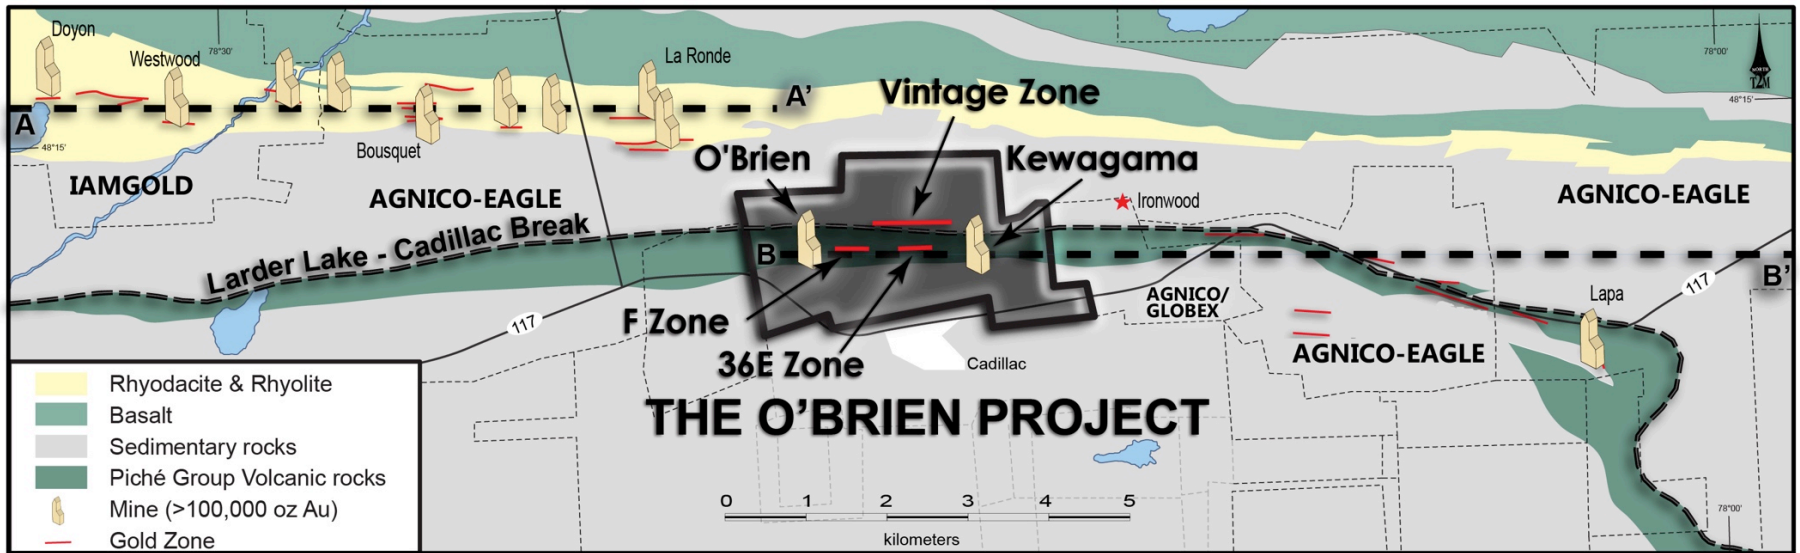 Doyon
78°30'
Westwood
La Ronde
78°00'
NORTH
T2M
48°15'
A
A'
Vintage Zone
48°15'
Bousquet
O'Brien
Kewagama
IAMGOLD
AGNICO-EAGLE
Ironwood
AGNICO-EAGLE
Larder Lake - Cadillac Break
B
B'
117
F Zone
AGNICO/
GLOBEX
Lapa
117
36E Zone
Cadillac
AGNICO-EAGLE
THE O'BRIEN PROJECT
Rhyodacite & Rhyolite
Basalt
Sedimentary rocks
Piché Group Volcanic rocks
Mine (>100,000 oz Au)
Gold Zone
0 1 2 3 4 5
kilometers
78°00'